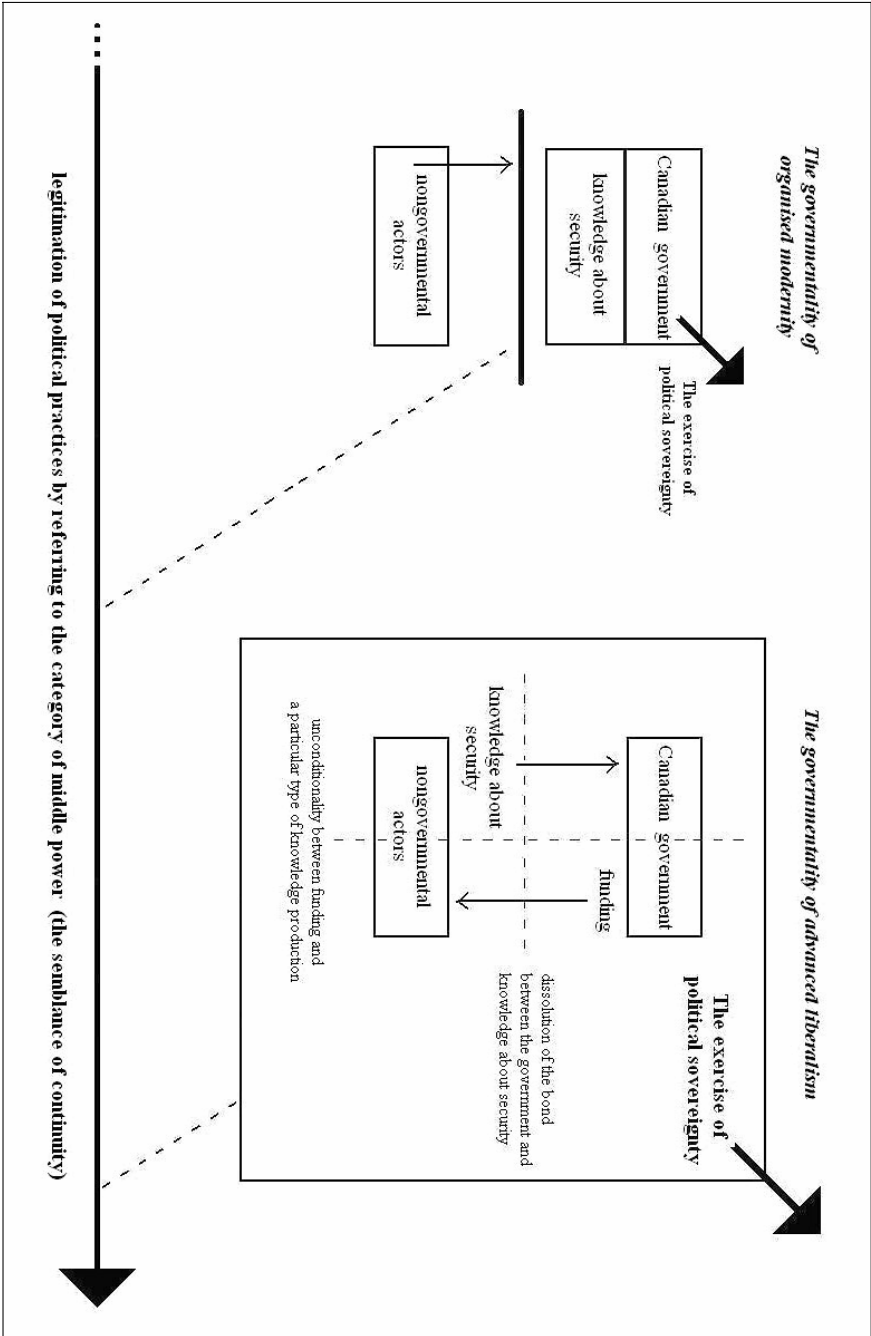 The governmentality of
organised modernity
Canadian government
knowledge about
security
The exercise of
political sovereignty
nongovernmental
actors
The governmentality of advanced liberalism
Canadian government
funding
knowledge about
security
nongovernmental
actors
The exercise of
political sovereignty
dissolution of the bond
between the government and
knowledge about security
unconditionality between funding and
a particular type of knowledge production
legitimation of political practices by referring to the category of middle power (the semblance of continuity)